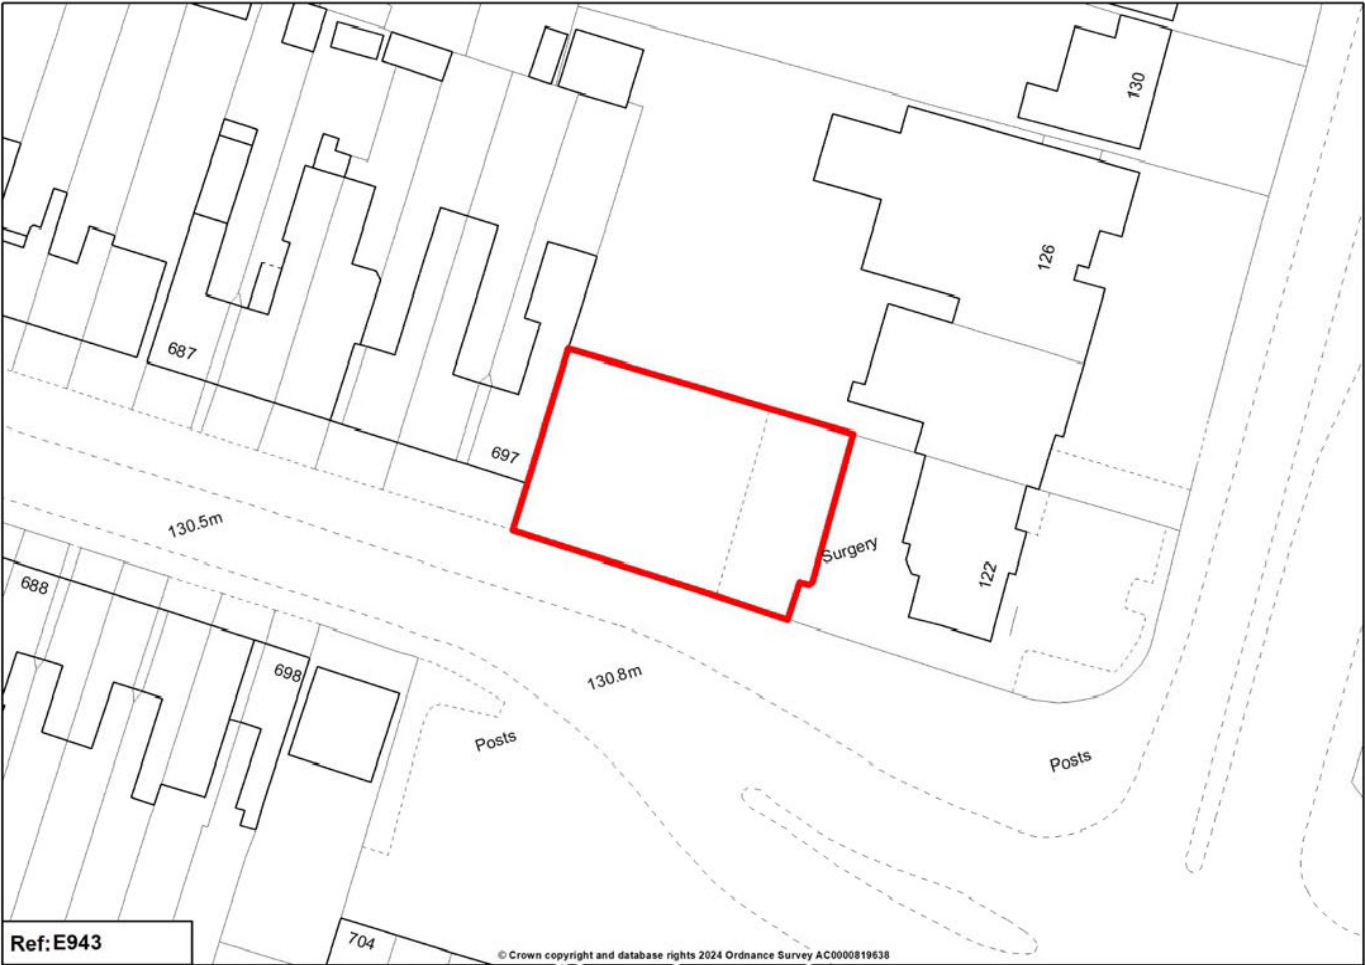 130
126
687
697
Surgery
130.5m
122
688
698
130.8m
Posts
Posts
704
Ref:E943
© Crown copyright and database rights 2024 Ordnance Survey AC0000819638